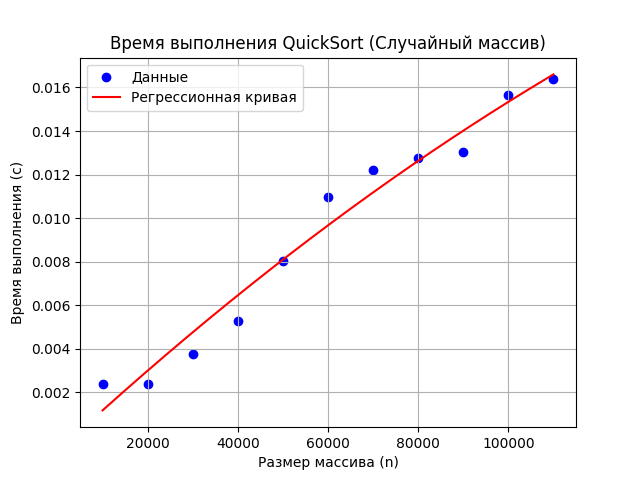 Время выполнения QuickSort (Случайный массив)
Данные
Регрессионная кривая
0.016
0.014
0.012
0.010
0.008
0.006
0.004
0.002
Время выполнения (с)
20000
40000
60000
80000
100000
Размер массива (n)